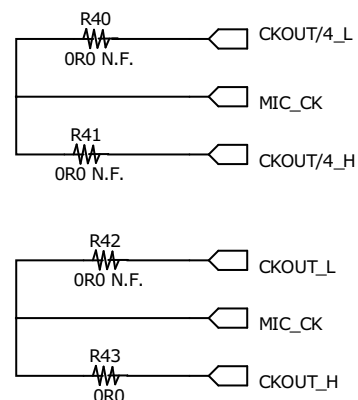 R40
CKOUT/4_L
0R0 N.F.
MIC_CK
R41
CKOUT/4_H
0R0 N.F.
R42
CKOUT_L
0R0 N.F.
MIC_CK
R43
CKOUT_H
0R0